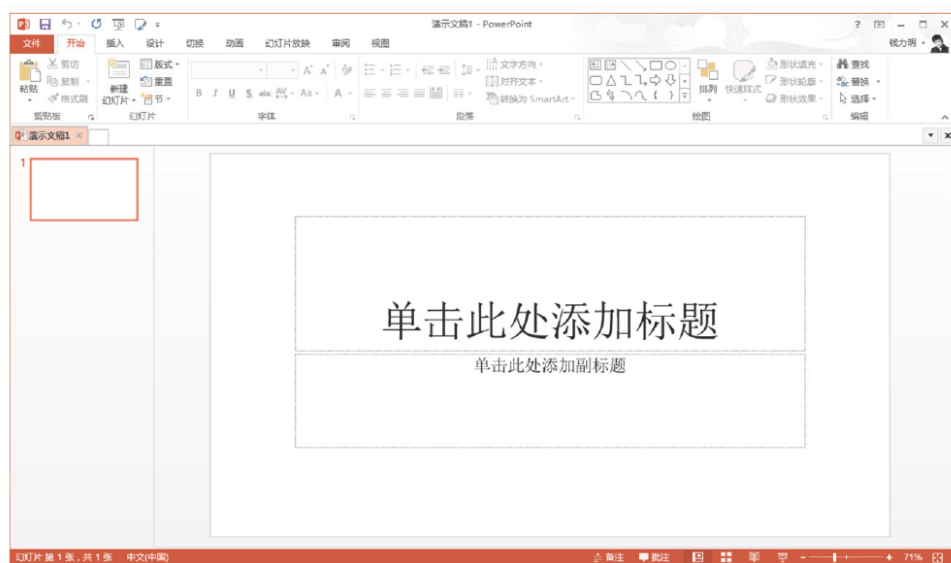 演示文稿1 - PowerPoint
文件 开始 插入 设计 切换 动画 幻灯片放映 审阅 视图 钱力明
剪切 版式 文字方向 形状填充 查找
粘贴 复制 新建 重置 B I U S abc AV Aa A 对齐文本 排列 快速样式 形状轮廓 替换
格式刷 幻灯片 节 转换为 SmartArt 形状效果 选择
剪贴板 幻灯片 字体 段落 绘图 编辑
演示文稿1
1
单击此处添加标题
单击此处添加副标题
幻灯片 第 1 张，共 1 张 中文(中国) 备注 批注 71%